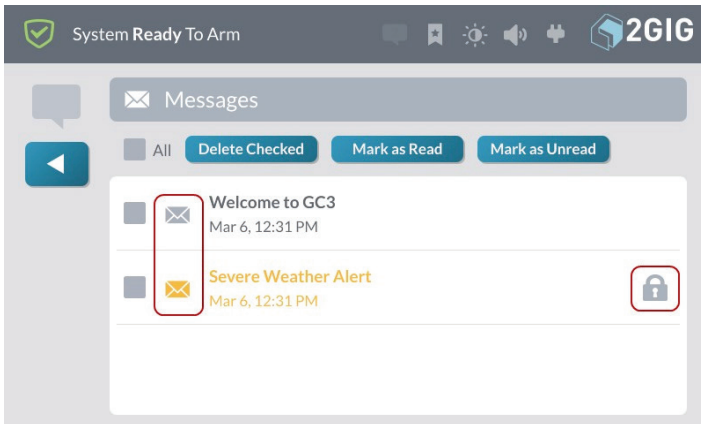 System Ready To Arm
2GIG
Messages
All
Delete Checked
Mark as Read
Mark as Unread
Welcome to GC3
Mar 6, 12:31 PM
Severe Weather Alert
Mar 6, 12:31 PM